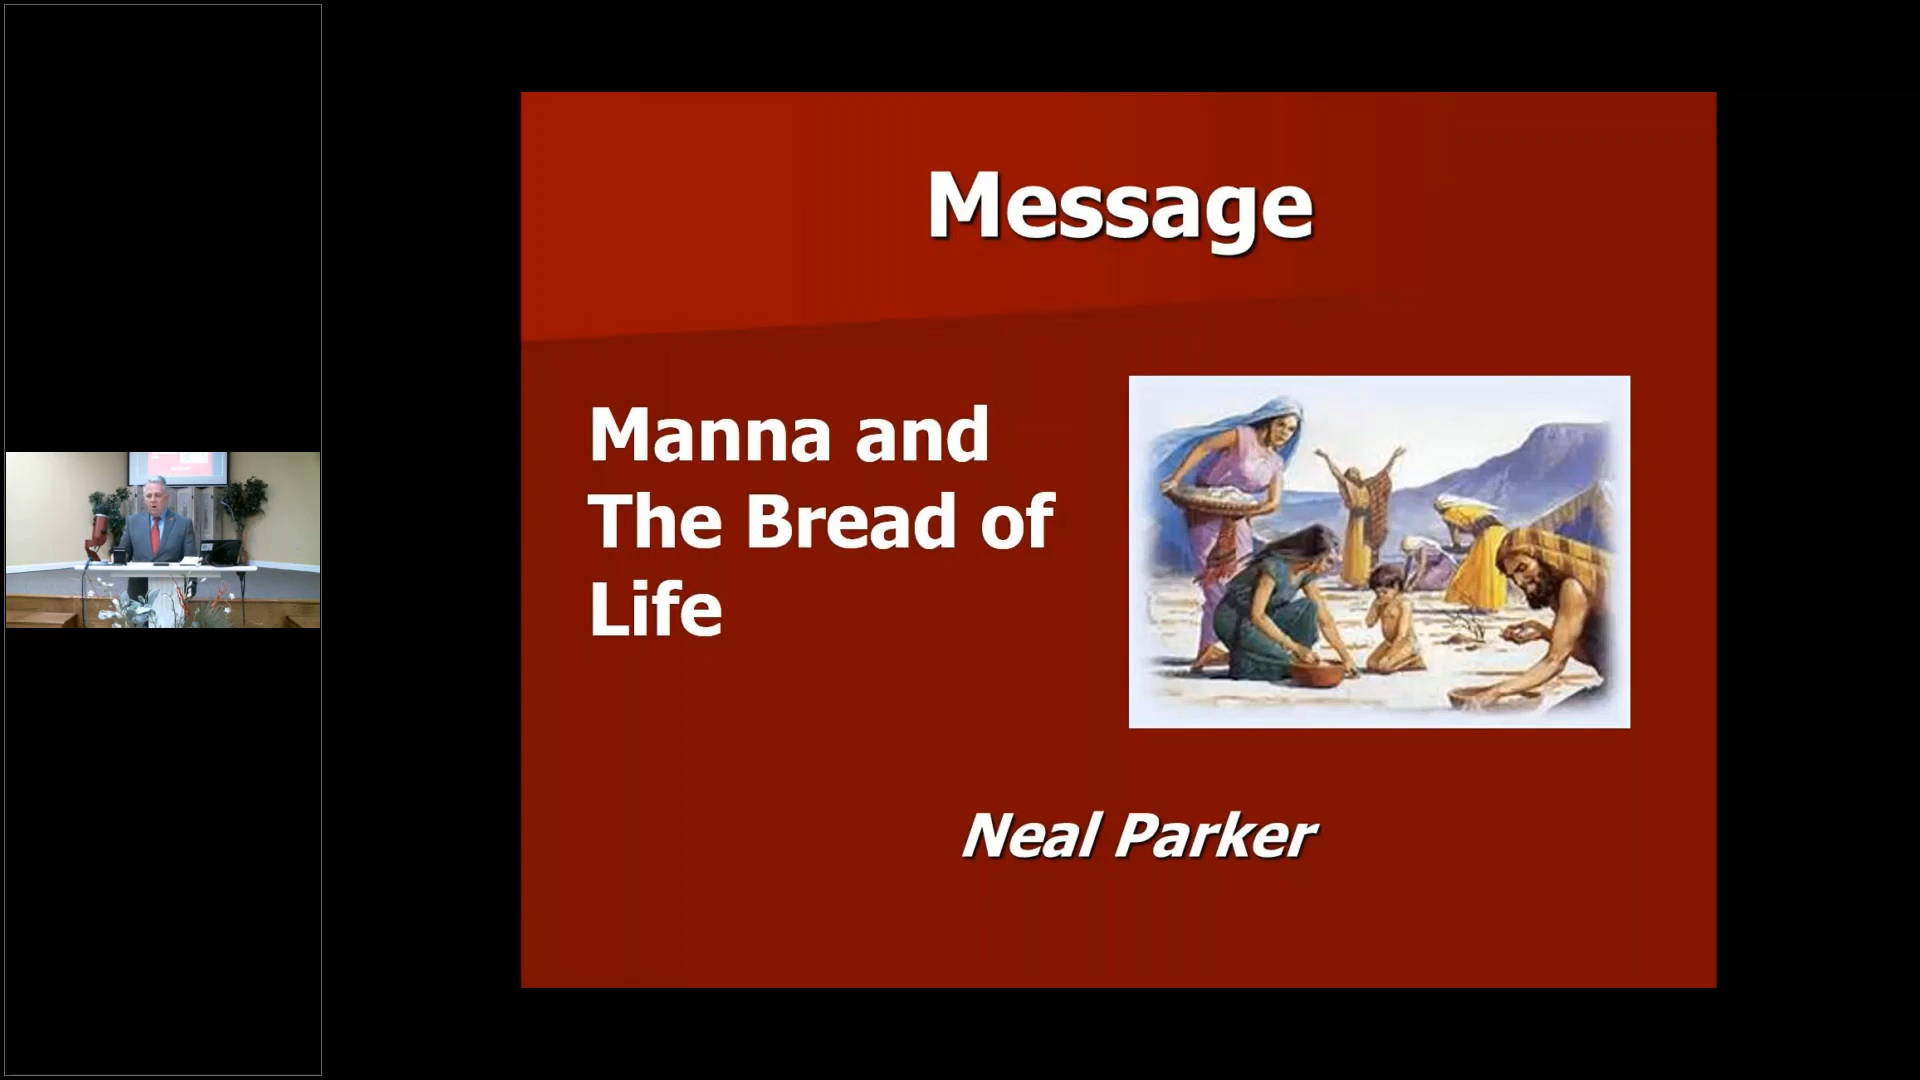 Message
Manna and
The Bread of
Life
Neal Parker